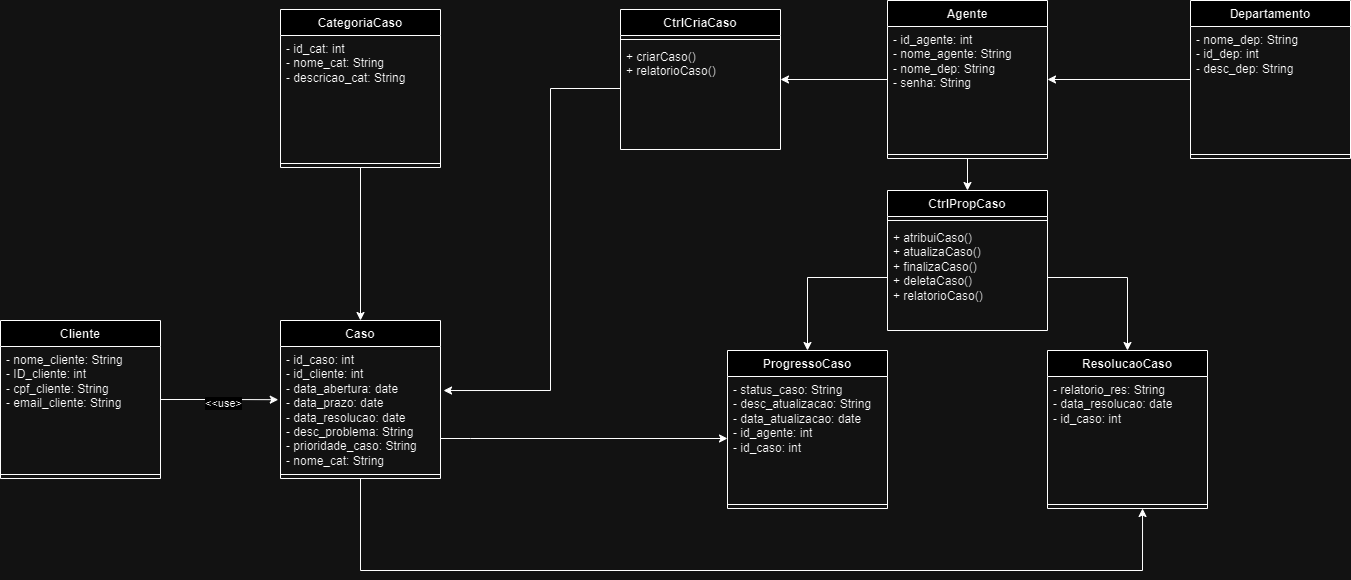 CategoriaCaso
- id_cat: int
- nome_cat: String
- descricao_cat: String
CtrlCriaCaso
+ criarCaso()
+ relatorioCaso()
Agente
- id_agente: int
- nome_agente: String
- nome_dep: String
- senha: String
Departamento
- nome_dep: String
- id_dep: int
- desc_dep: String
CtrlPropCaso
+ atribuiCaso()
+ atualizaCaso()
+ finalizaCaso()
+ deletaCaso()
+ relatorioCaso()
Cliente
- nome_cliente: String
- ID_cliente: int
- cpf_cliente: String
- email_cliente: String
<<use>
Caso
- id_caso: int
- id_cliente: int
- data_abertura: date
- data_prazo: date
- data_resolucao: date
- desc_problema: String
- prioridade_caso: String
- nome_cat: String
ProgressoCaso
- status_caso: String
- desc_atualizacao: String
- data_atualizacao: date
- id_agente: int
- id_caso: int
ResolucaoCaso
- relatorio_res: String
- data_resolucao: date
- id_caso: int